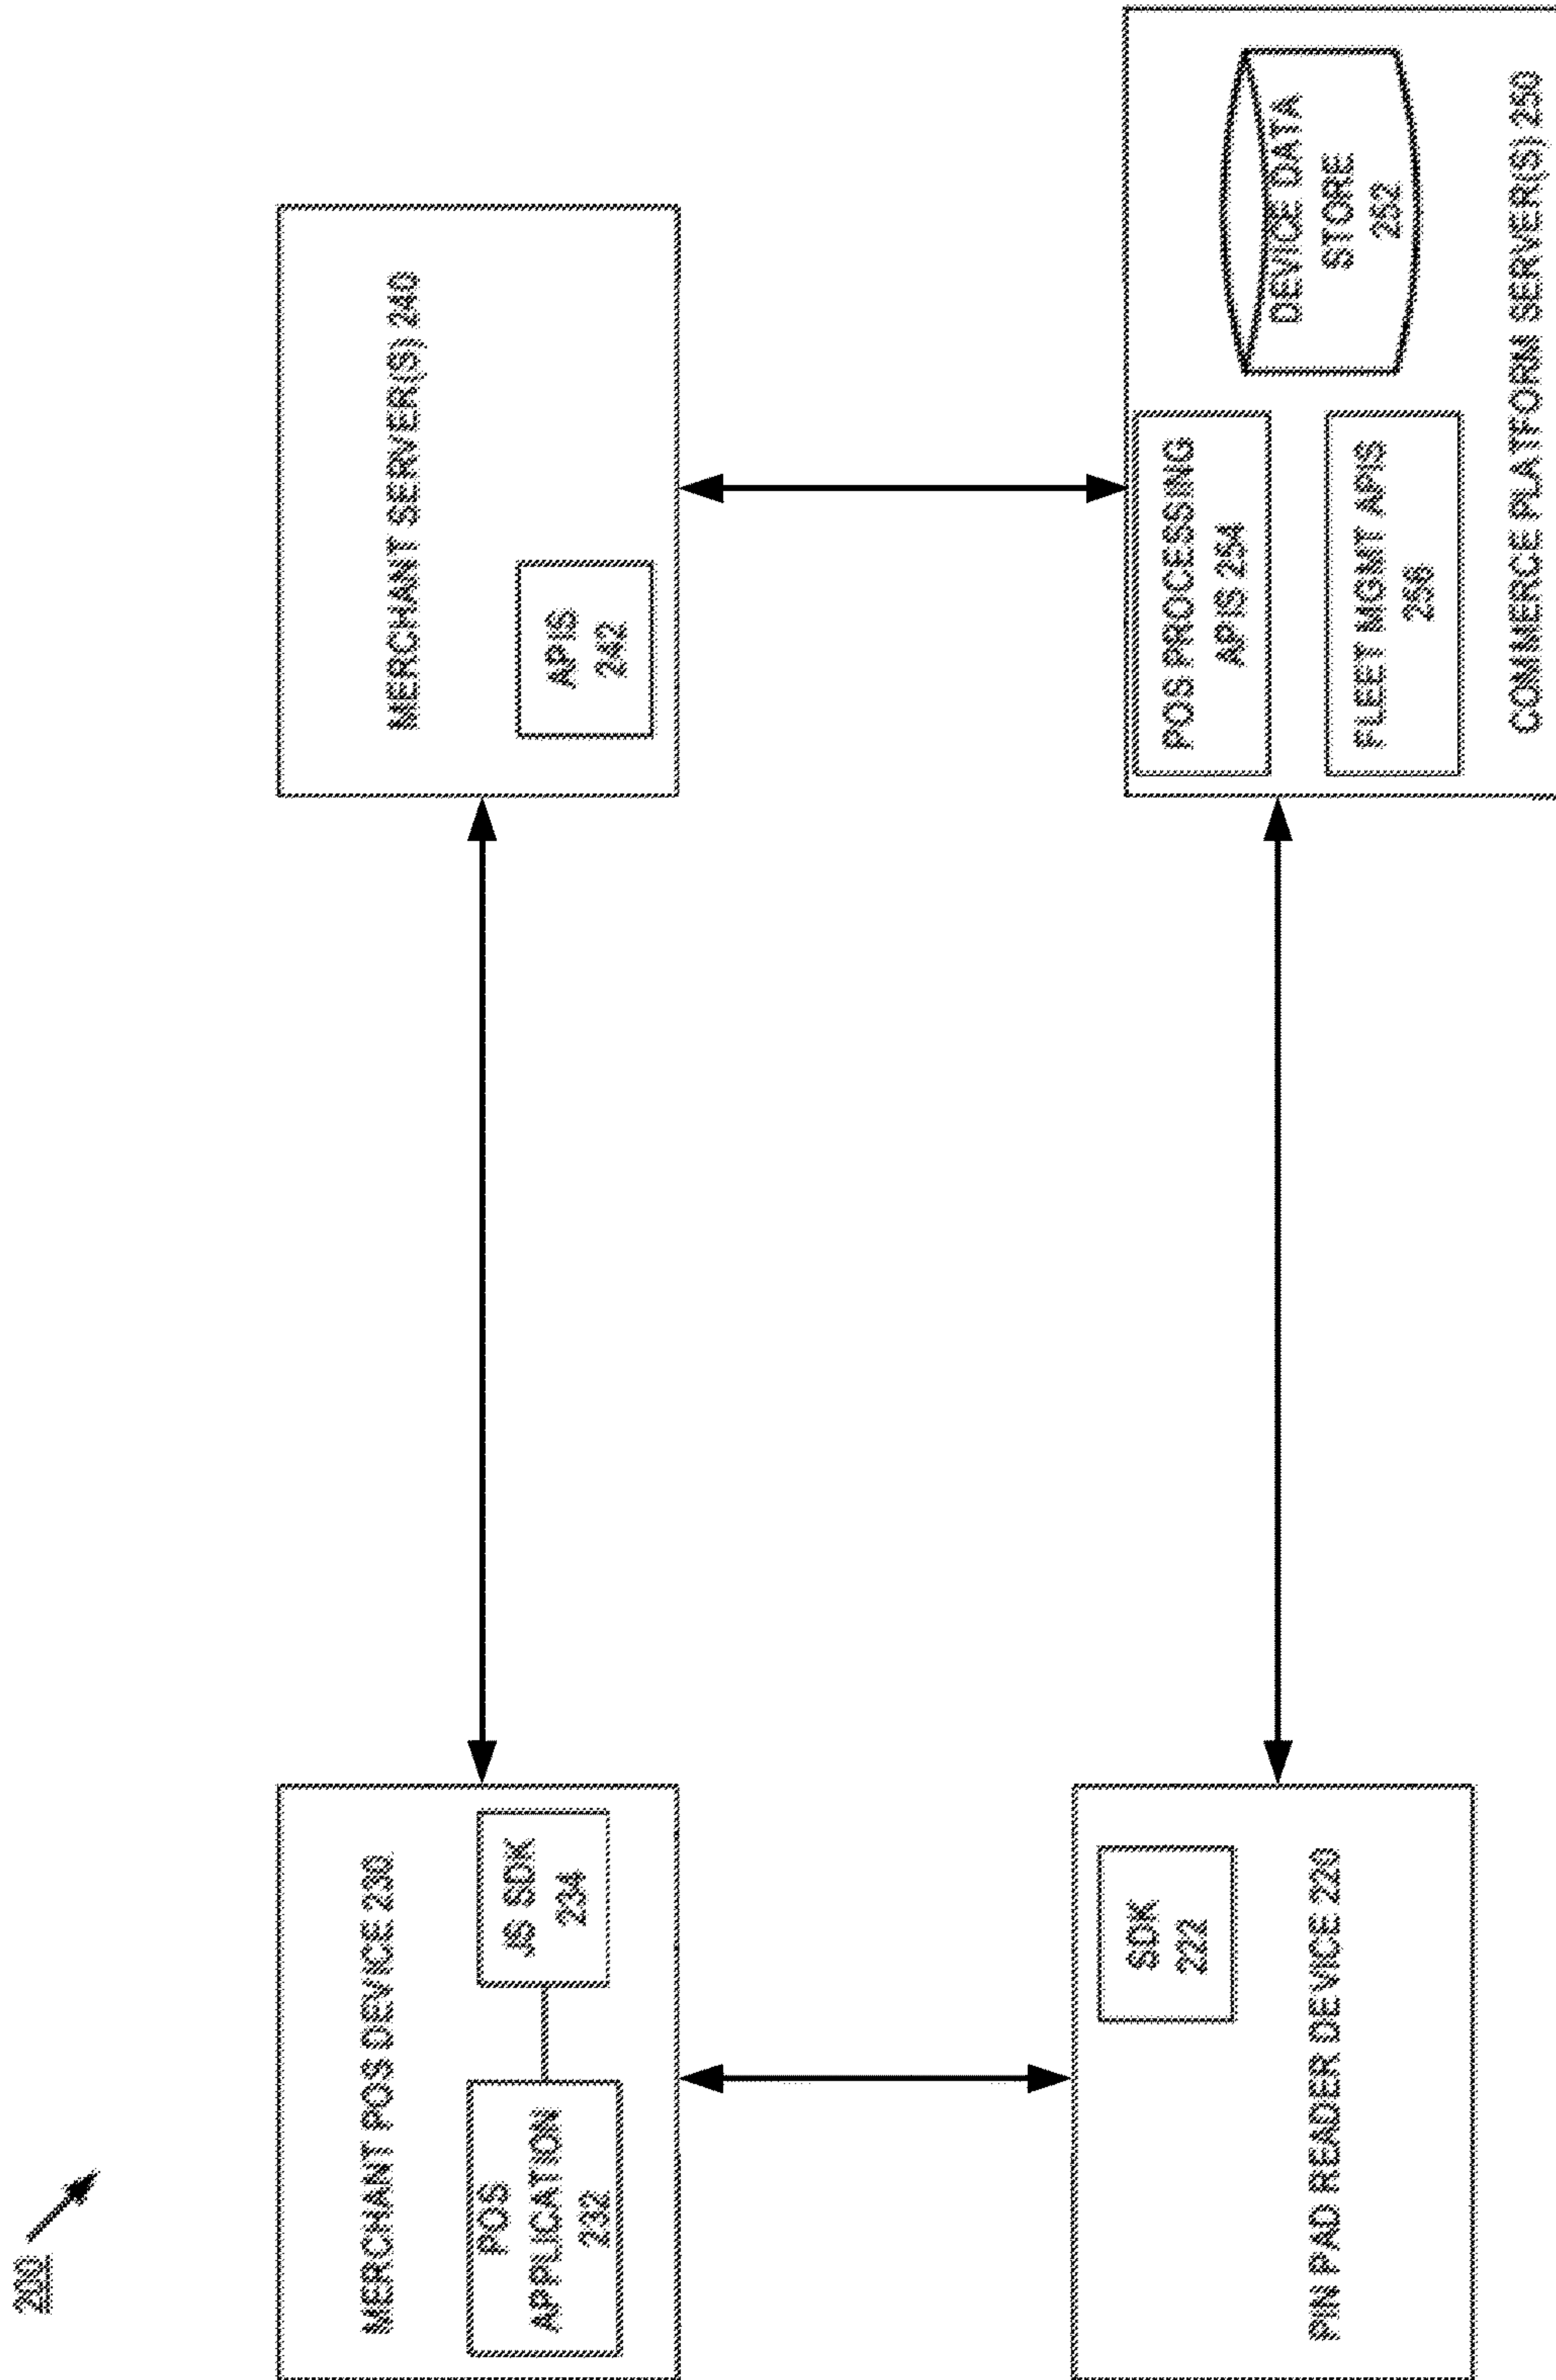 200
MERCHANT POS DEVICE 230
POS
APPLICATION
232
JS SDK
234
MERCHANT SERVER(S) 240
APIS
242
SDK
222
PIN PAD READER DEVICE 220
POS PROCESSING
APIS 254
FLEET MGMT APIS
256
DEVICE DATA
STORE
252
COMMERCE PLATFORM SERVER(S) 250